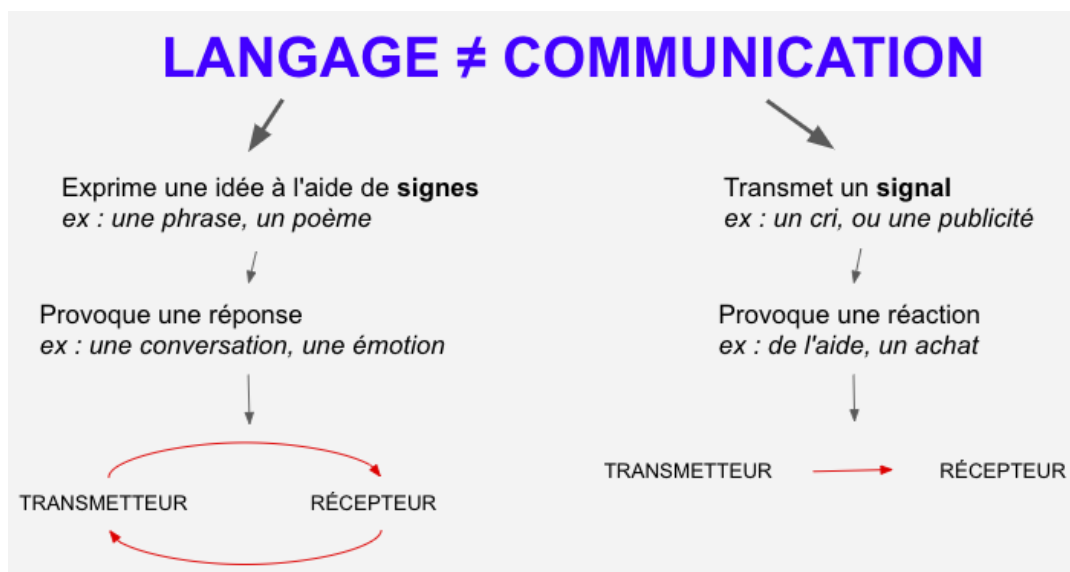 LANGAGE ≠ COMMUNICATION
Exprime une idée à l'aide de signes
ex : une phrase, un poème
Provoque une réponse
ex : une conversation, une émotion
TRANSMETTEUR RÉCEPTEUR
Transmet un signal
ex : un cri, ou une publicité
Provoque une réaction
ex : de l'aide, un achat
TRANSMETTEUR RÉCEPTEUR